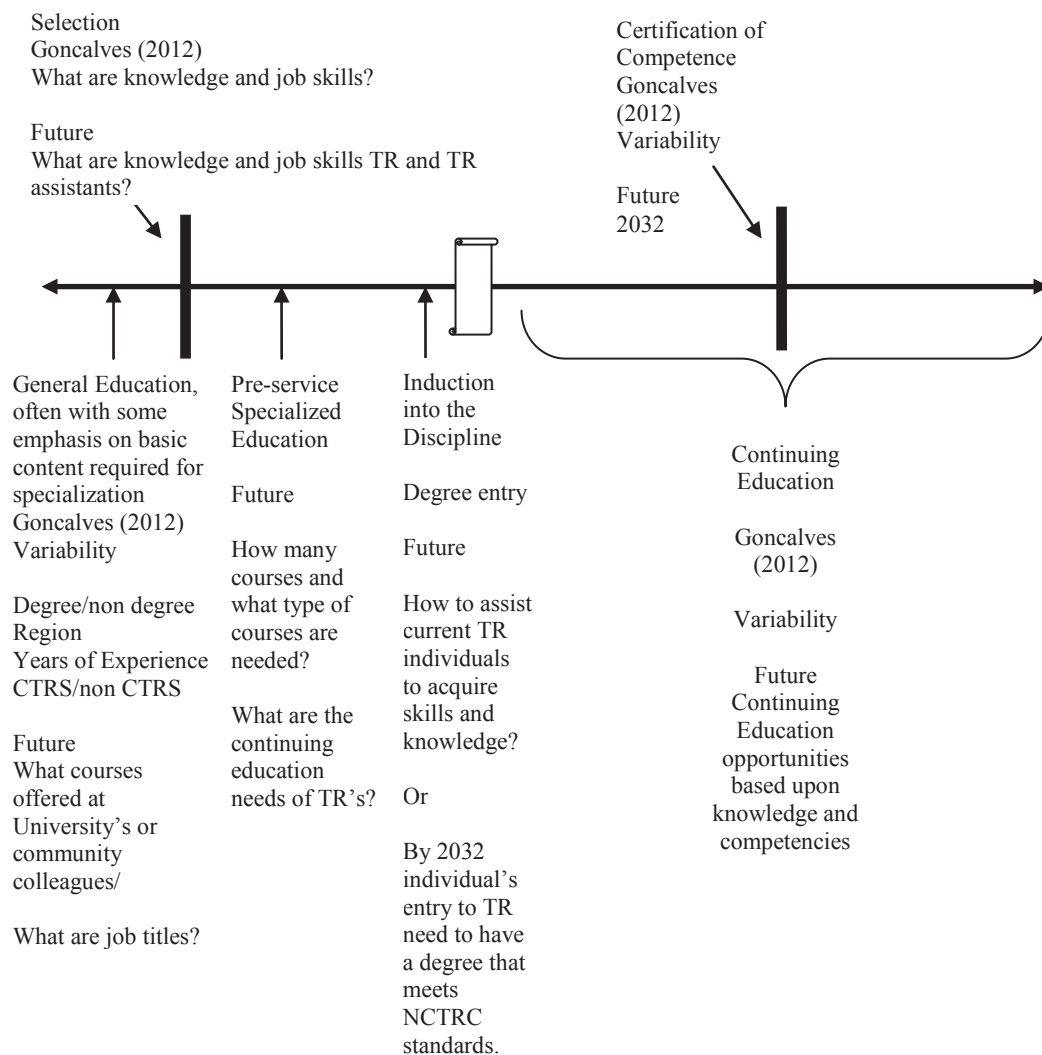 Selection
Goncalves (2012)
What are knowledge and job skills?
Future
What are knowledge and job skills TR and TR
assistants?
Certification of
Competence
Goncalves
(2012)
Variability
Future
2032
General Education,
often with some
emphasis on basic
content required for
specialization
Goncalves (2012)
Variability
Degree/non degree
Region
Years of Experience
CTRS/non CTRS
Future
What courses
offered at
University’s or
community
colleagues/
What are job titles?
Pre-service
Specialized
Education
Future
How many
courses and
what type of
courses are
needed?
What are the
continuing
education
needs of TR’s?
Induction
into the
Discipline
Degree entry
Future
How to assist
current TR
individuals
to acquire
skills and
knowledge?
Or
By 2032
individual’s
entry to TR
need to have
a degree that
meets
NCTRC
standards.
Continuing
Education
Goncalves
(2012)
Variability
Future
Continuing
Education
opportunities
based upon
knowledge and
competencies